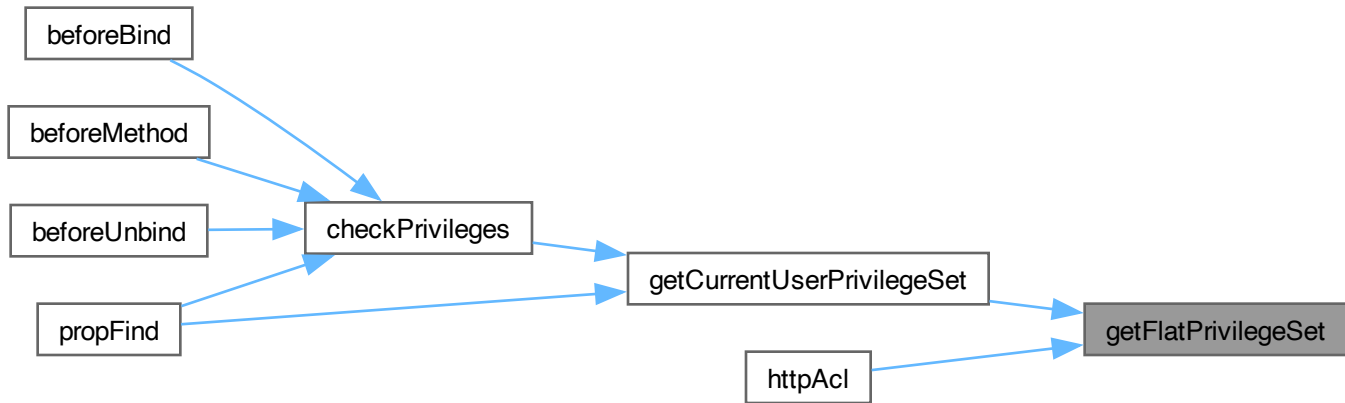 beforeBind
beforeMethod
beforeUnbind
checkPrivileges
propFind
getCurrentUserPrivilegeSet
httpAcl
getFlatPrivilegeSet